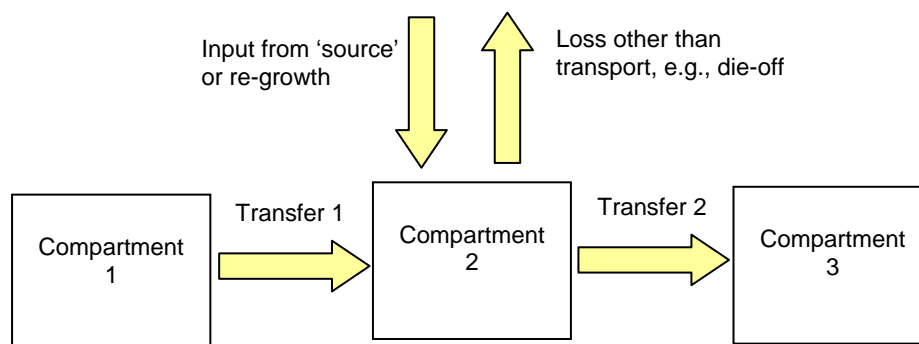 Input from ‘source’
or re-growth
Loss other than
transport, e.g., die-off
Compartment
1
Transfer 1
Compartment
2
Transfer 2
Compartment
3